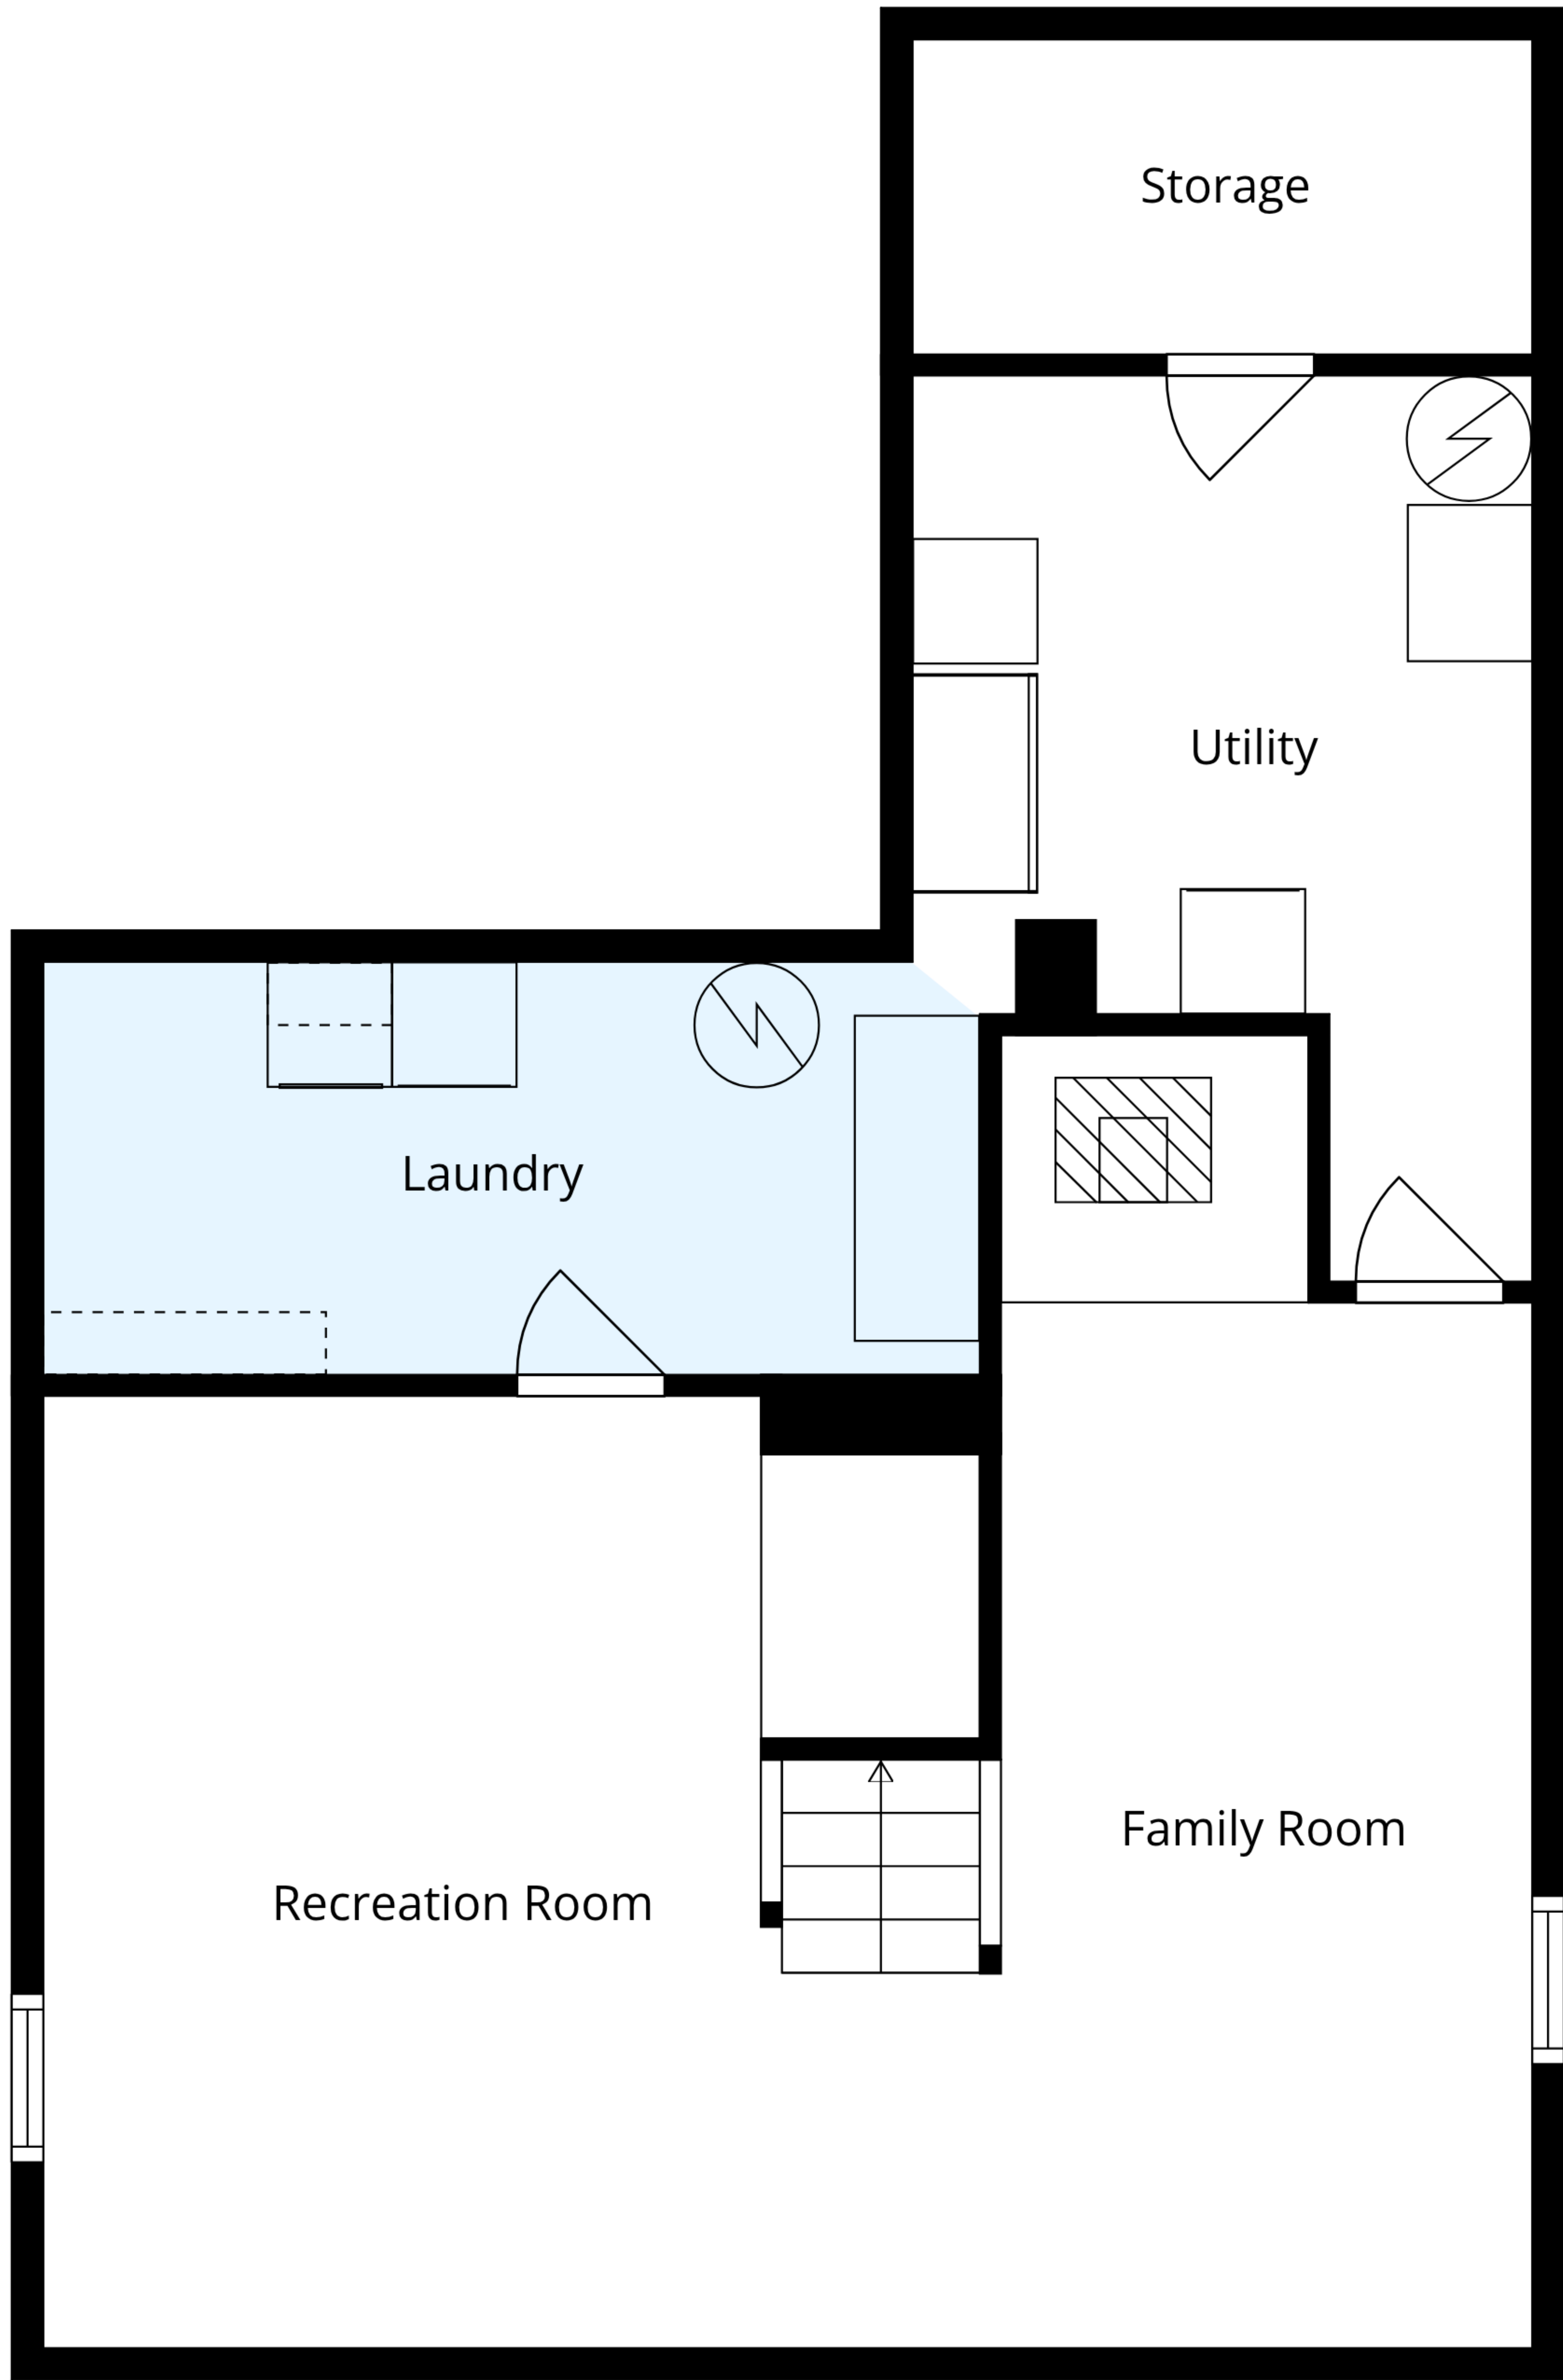 Storage
Utility
Laundry
Family Room
Recreation Room